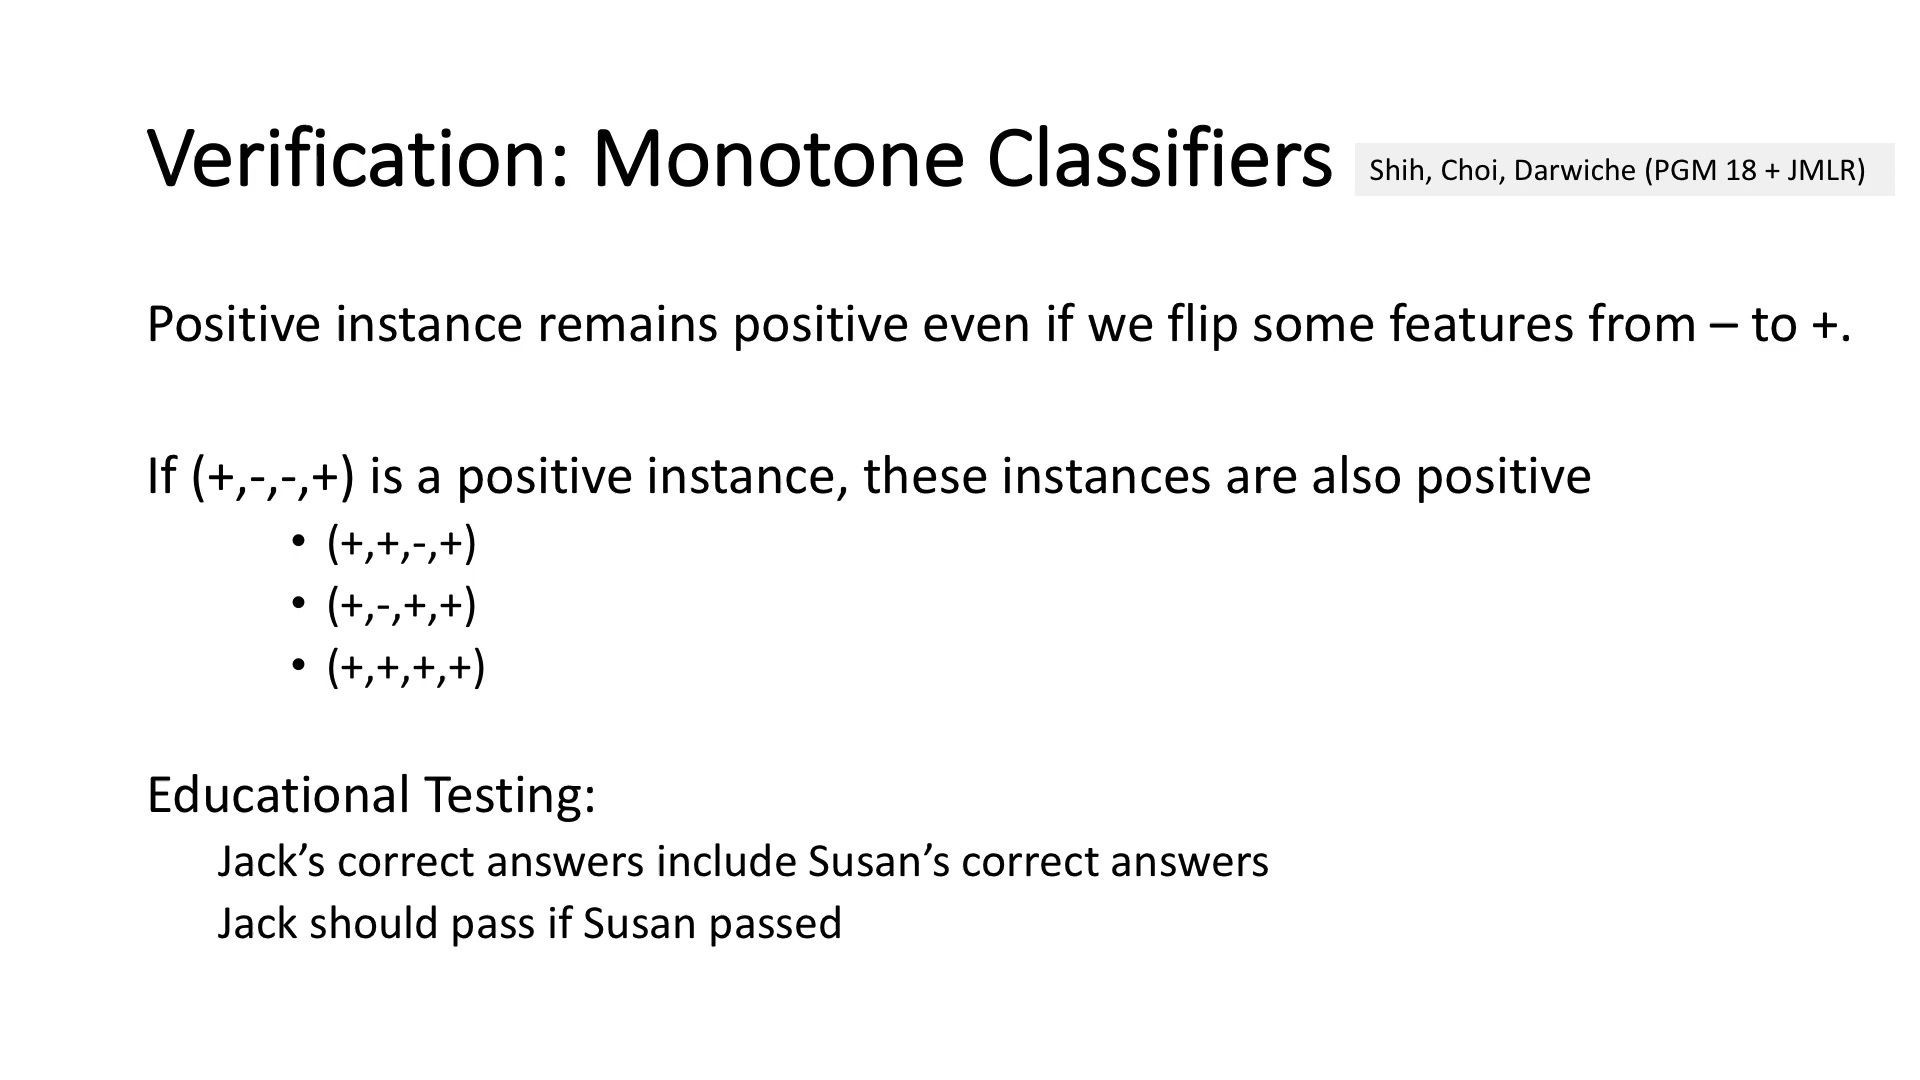 Verification: Monotone Classifiers
Shih, Choi, Darwiche (PGM 18 + JMLR)
Positive instance remains positive even if we flip some features from – to +.
If (+,-,-,+) is a positive instance, these instances are also positive
• (+,+,-,+)
• (+,-,+,+)
• (+,+,+,+)
Educational Testing:
Jack’s correct answers include Susan’s correct answers
Jack should pass if Susan passed